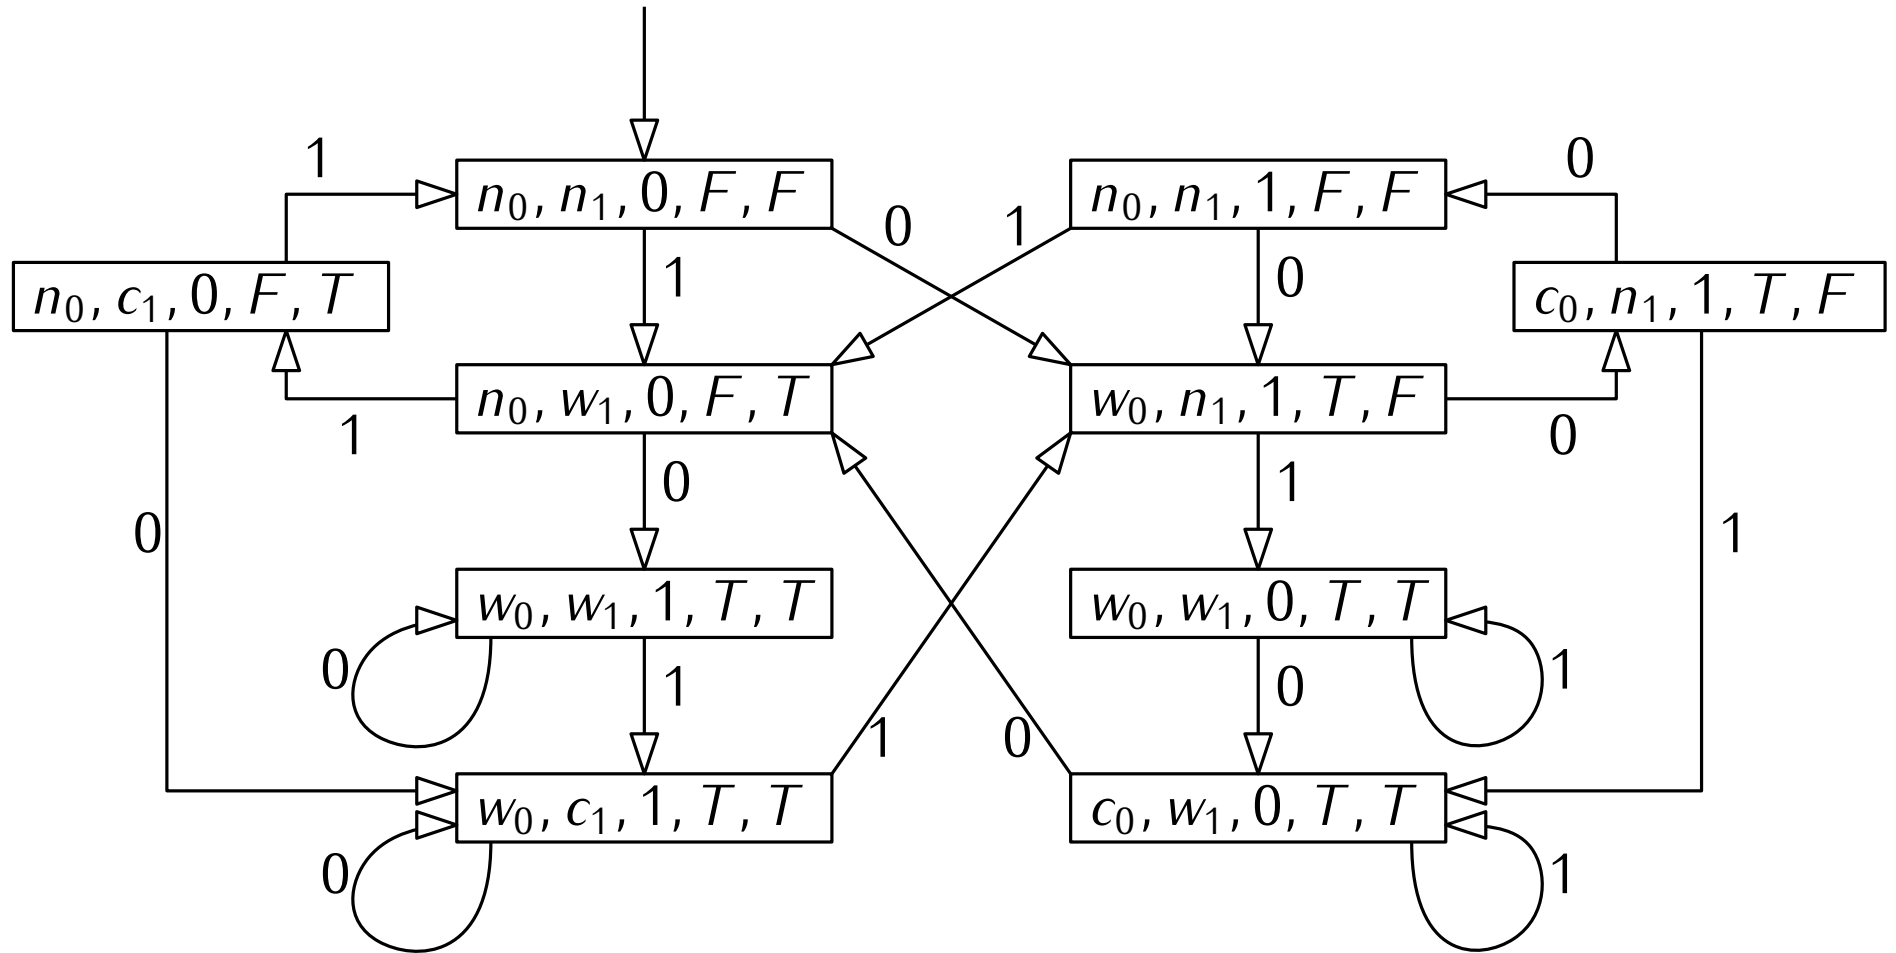 1
n₀, n₁, 0, F, F
0
1
n₀, n₁, 1, F, F
0
n₀, c₁, 0, F, T
1
0
c₀, n₁, 1, T, F
n₀, w₁, 0, F, T
w₀, n₁, 1, T, F
1
0
0
1
0
1
w₀, w₁, 1, T, T
w₀, w₁, 0, T, T
0
1
0
1
1
0
w₀, c₁, 1, T, T
c₀, w₁, 0, T, T
0
1